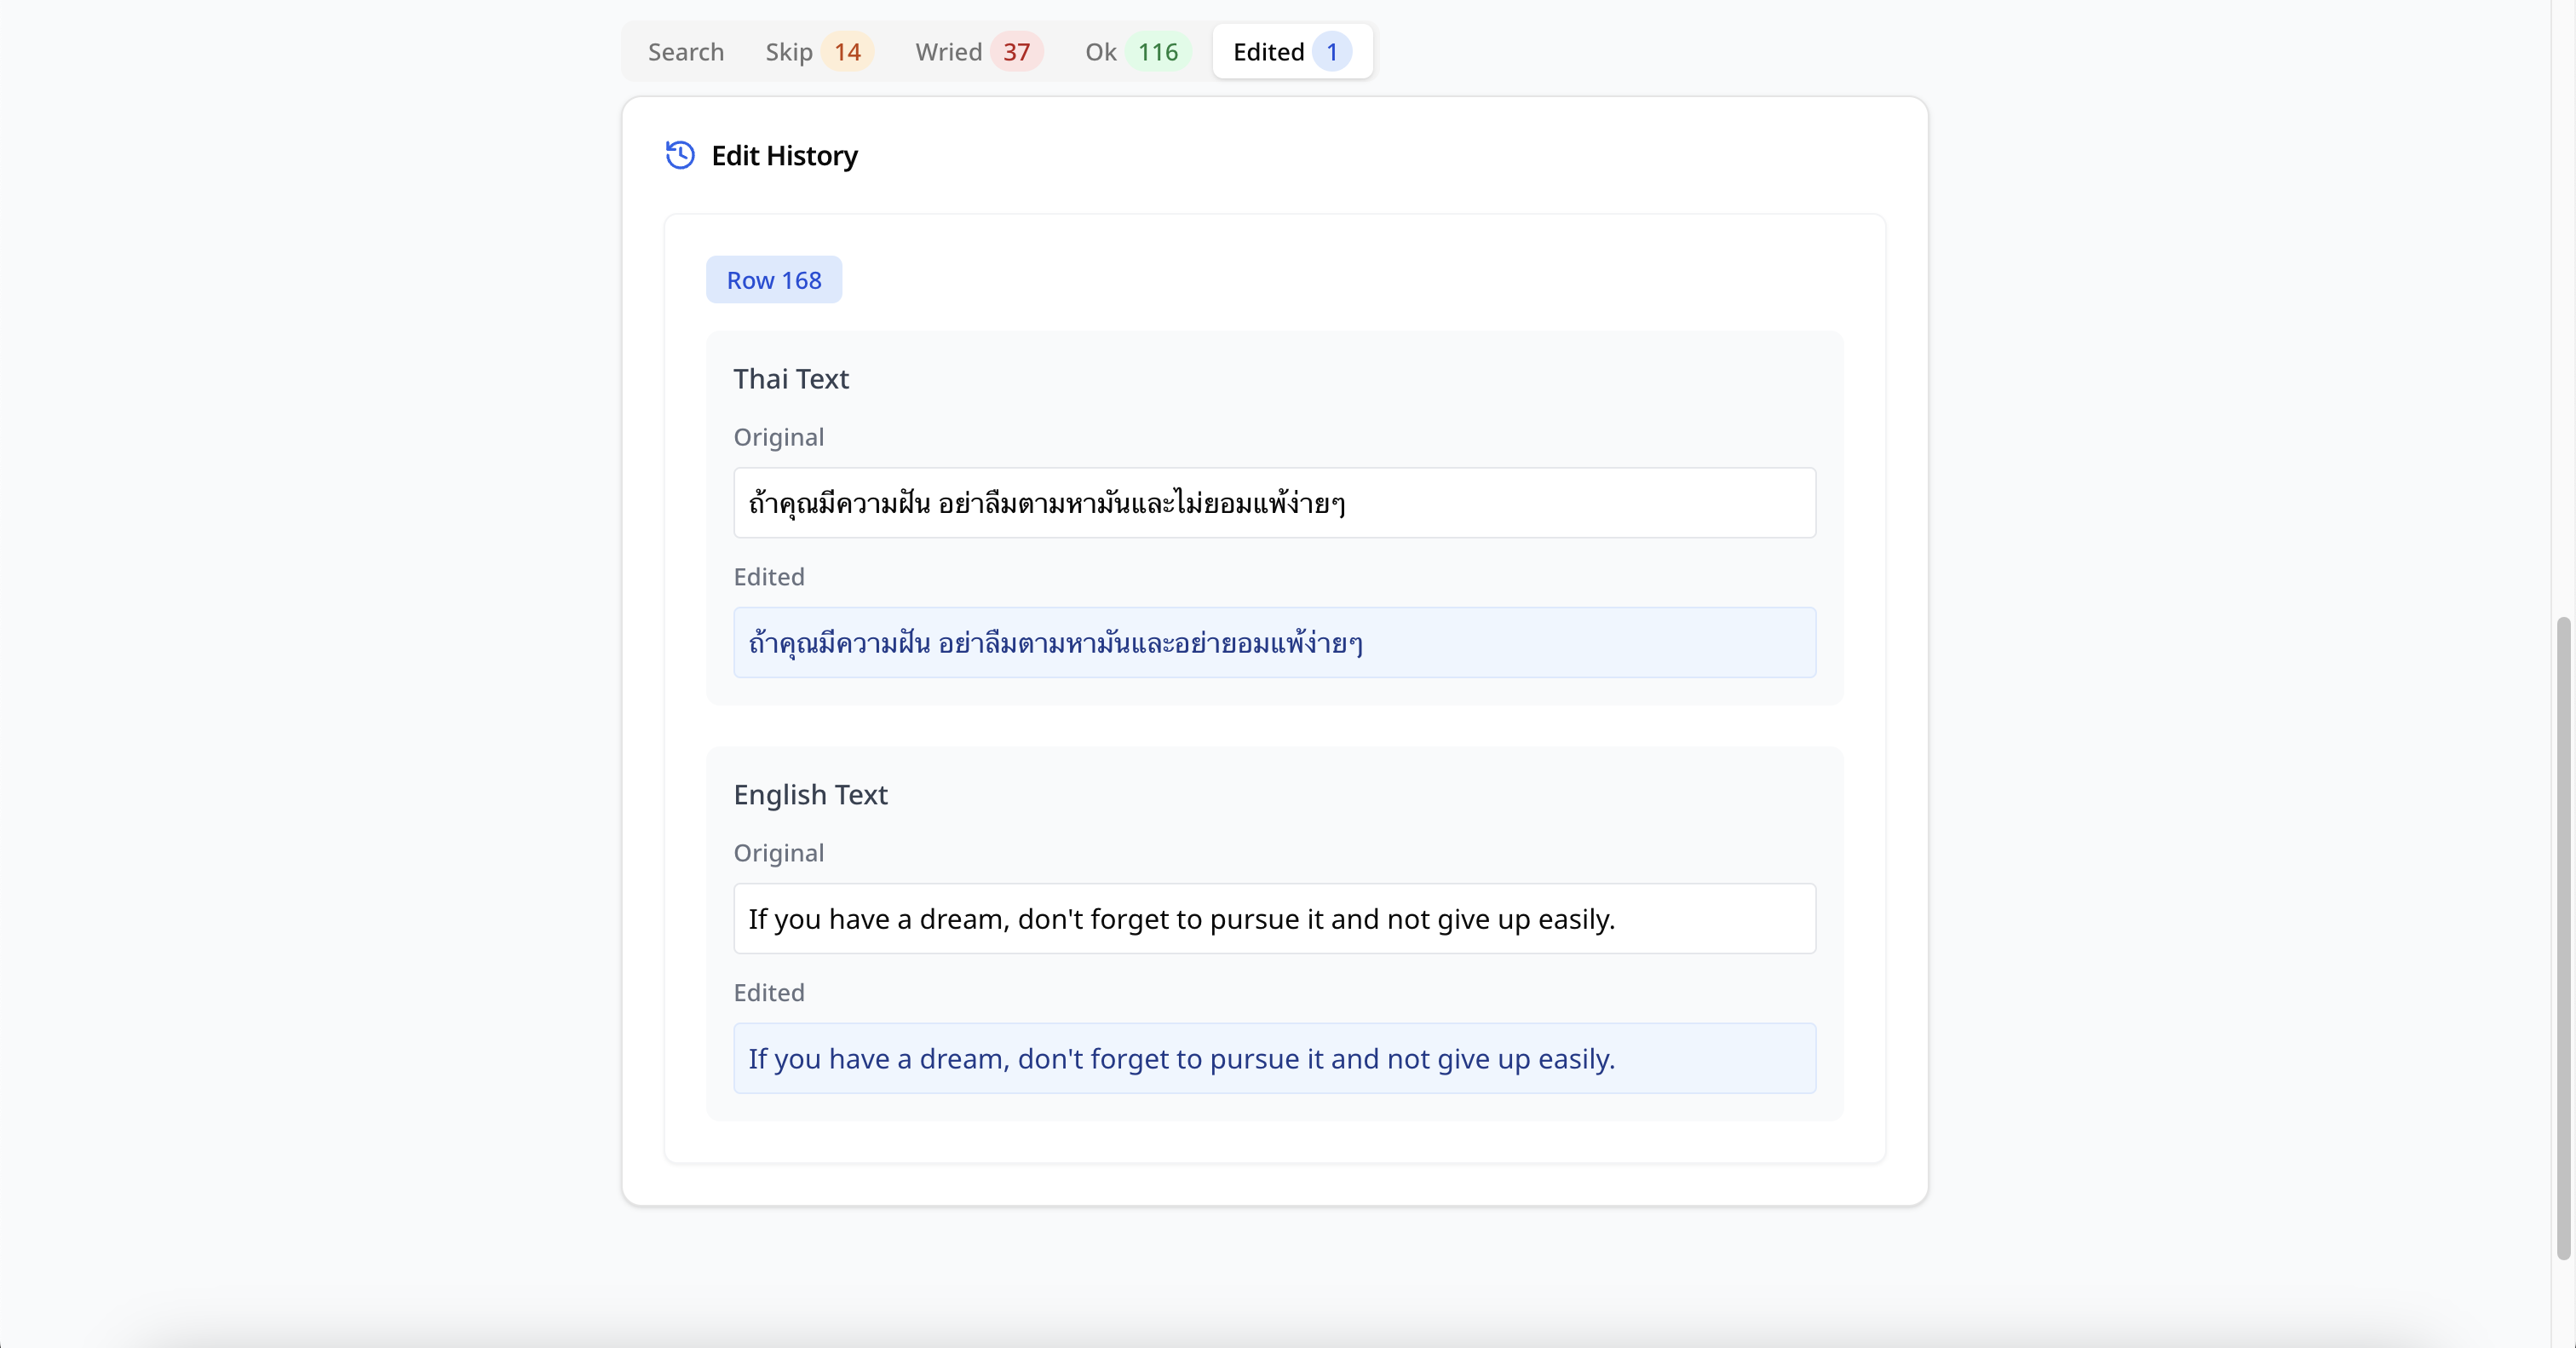 Search Skip 14 Wried 37 Ok 116 Edited 1
Edit History
Row 168
Thai Text
Original
ถ้าคุณมีความฝัน อย่าลืมตามหามันและไม่ยอมแพ้ง่ายๆ
Edited
ถ้าคุณมีความฝัน อย่าลืมตามหามันและอย่ายอมแพ้ง่ายๆ
English Text
Original
If you have a dream, don't forget to pursue it and not give up easily.
Edited
If you have a dream, don't forget to pursue it and not give up easily.